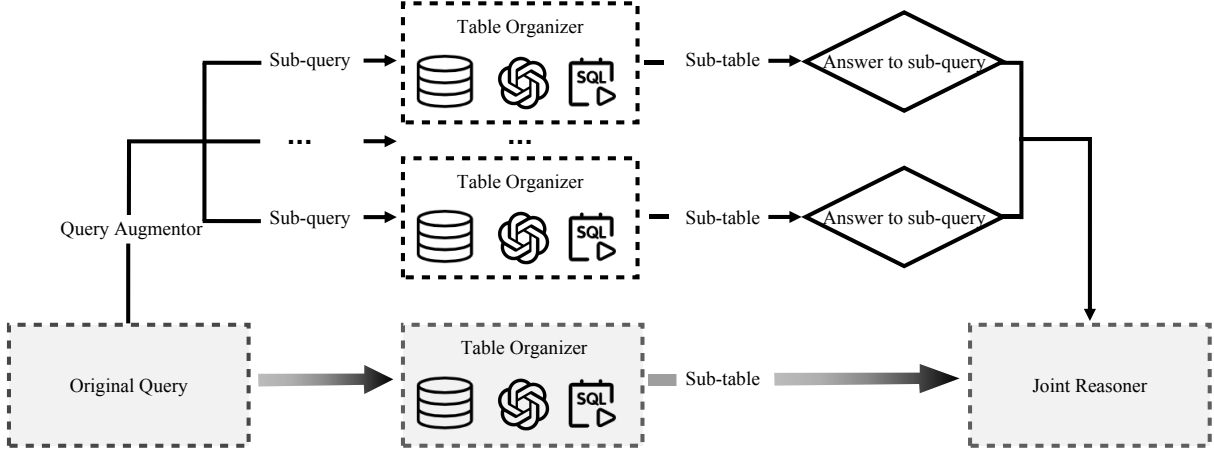 Table Organizer
Sub-query
SQL
Sub-table
Answer to sub-query
...
...
Table Organizer
Sub-query
SQL
Sub-table
Answer to sub-query
Query Augmentor
Table Organizer
Original Query
SQL
Sub-table
Joint Reasoner